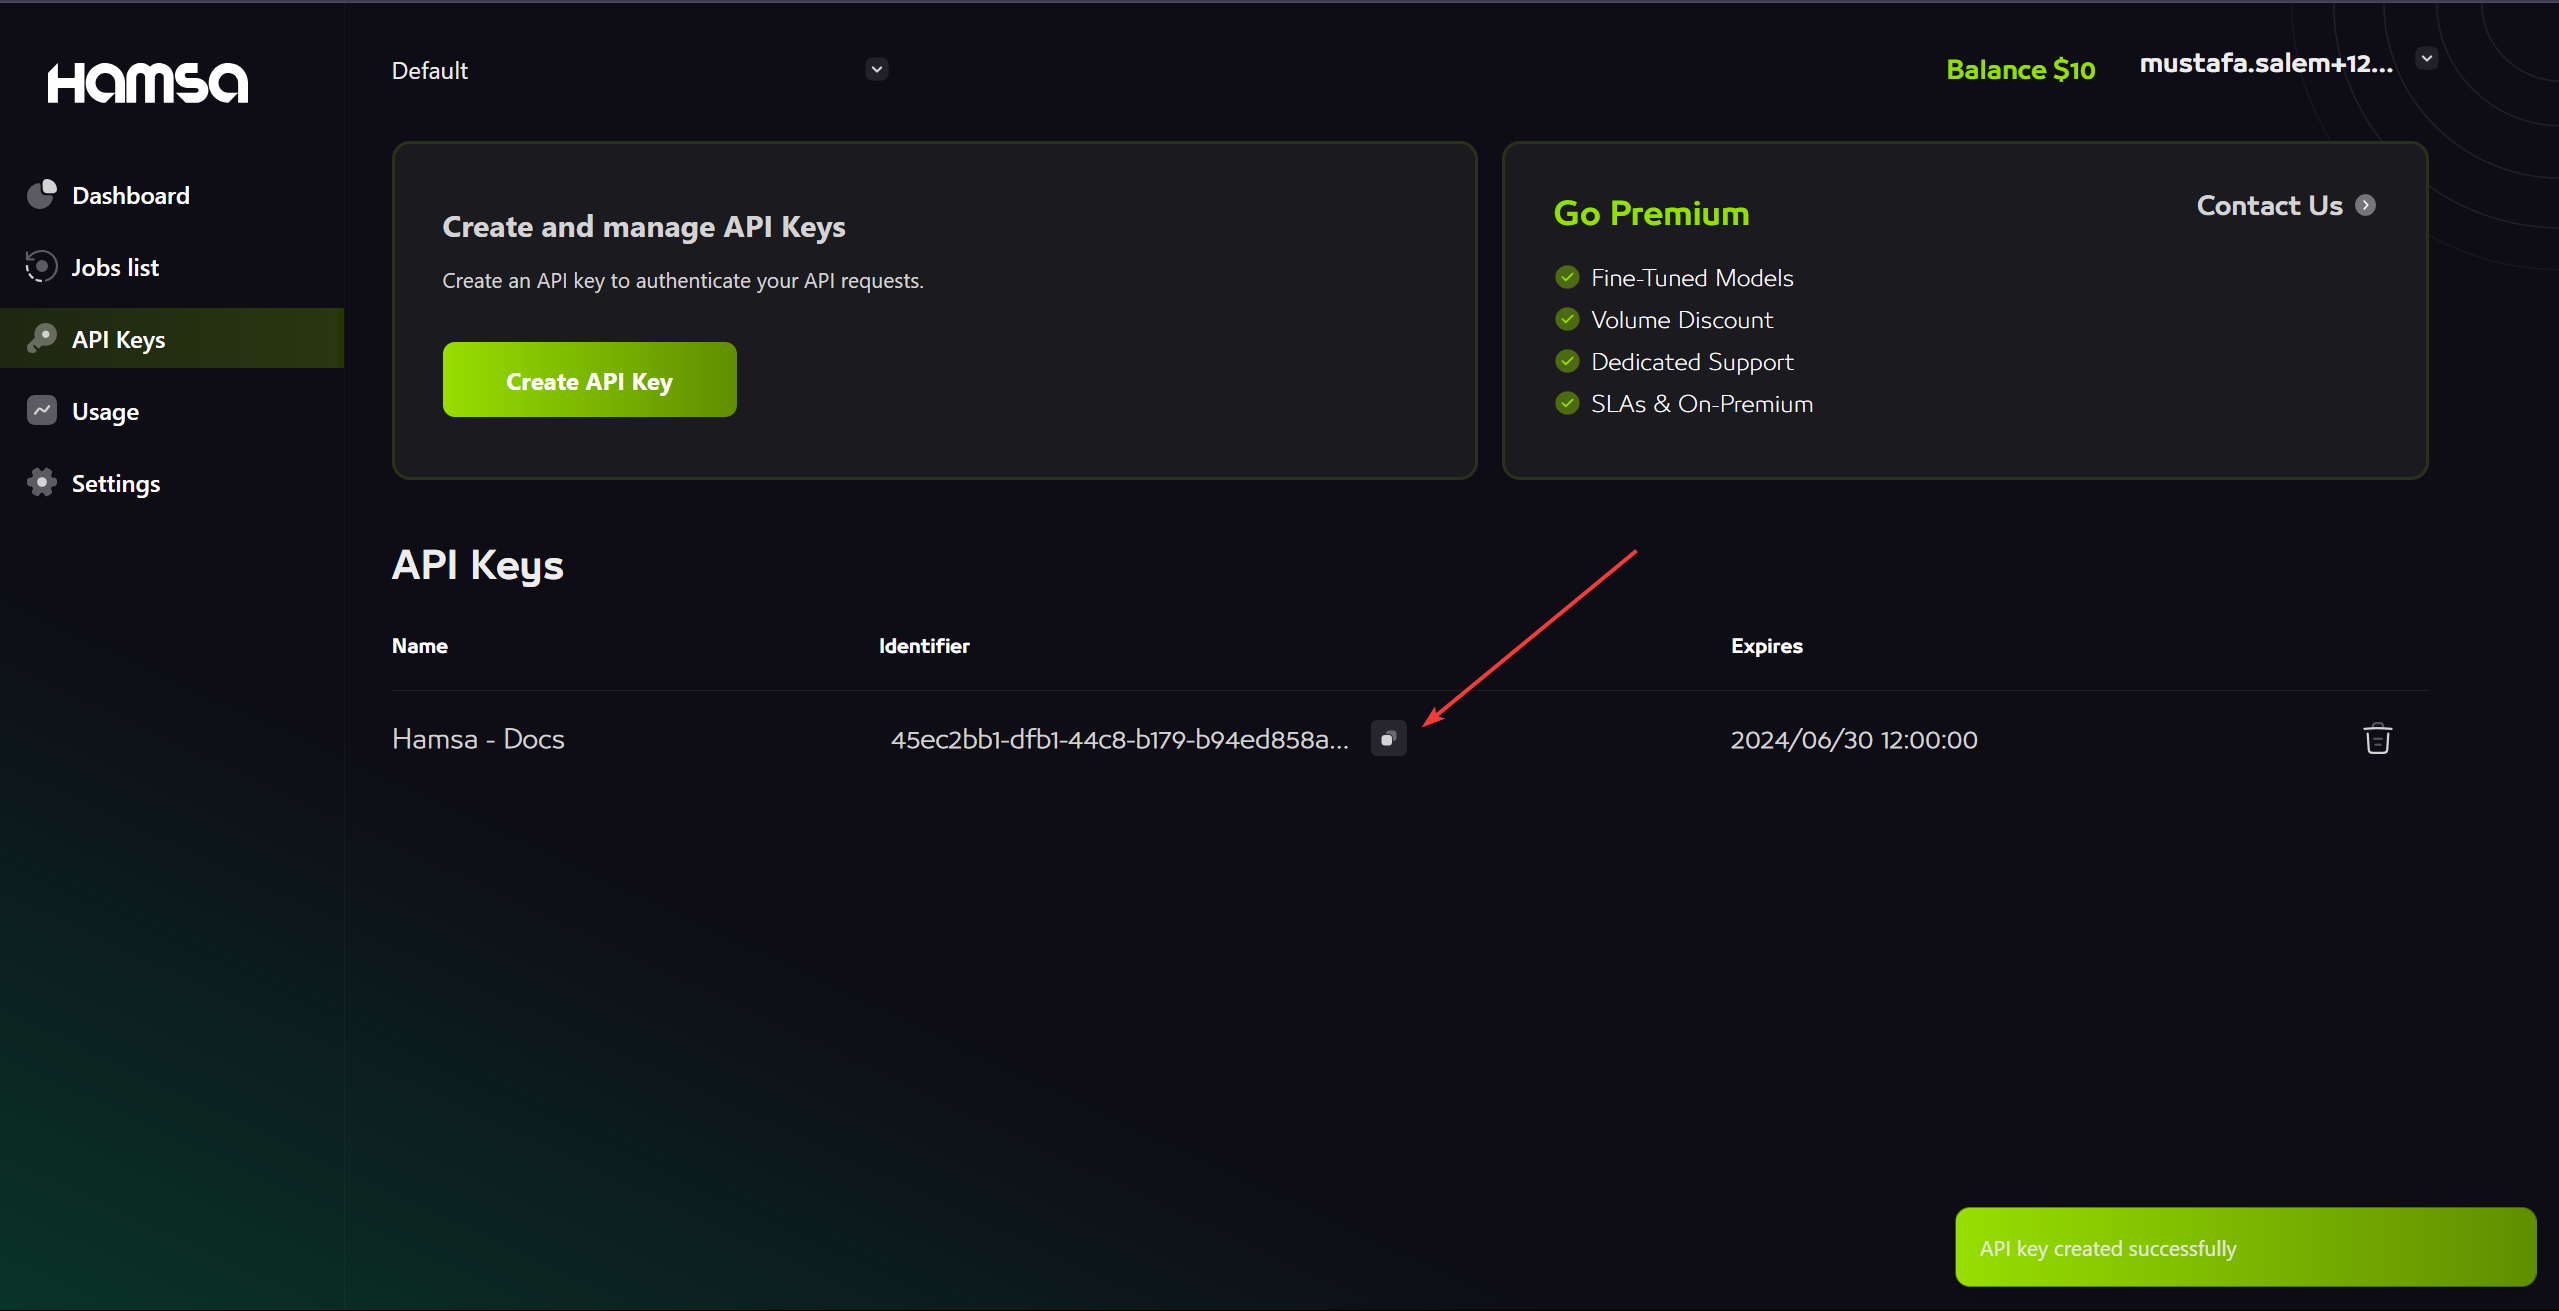 Hamsa
Default
Balance $10
mustafa.salem+12...
Dashboard
Jobs list
API Keys
Usage
Settings
Create and manage API Keys
Create an API key to authenticate your API requests.
Create API Key
Go Premium
Contact Us
Fine-Tuned Models
Volume Discount
Dedicated Support
SLAs & On-Premium
API Keys
Name Identifier Expires
Hamsa - Docs 45ec2bb1-dfb1-44c8-b179-b94ed858a... 2024/06/30 12:00:00
API key created successfully